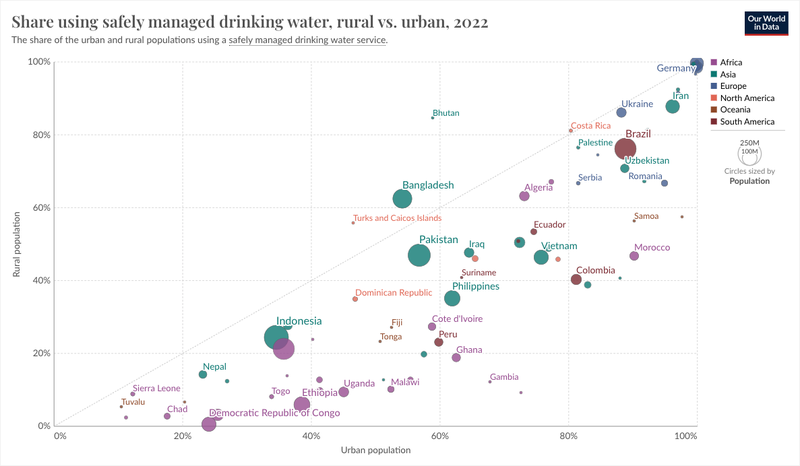 Share using safely managed drinking water, rural vs. urban, 2022
The share of the urban and rural populations using a safely managed drinking water service.
Our World
in Data
100%
80%
60%
40%
20%
0%
Rural population
0%
20%
40%
60%
80%
100%
Urban population
Germany
Iran
Ukraine
Bhutan
Costa Rica
Brazil
Palestine
Uzbekistan
Serbia
Romania
Algeria
Bangladesh
Turks and Caicos Islands
Samoa
Ecuador
Pakistan
Iraq
Vietnam
Morocco
Suriname
Colombia
Philippines
Dominican Republic
Indonesia
Fiji
Cote d'Ivoire
Tonga
Peru
Ghana
Nepal
Gambia
Sierra Leone
Togo
Ethiopia
Uganda
Malawi
Tuvalu
Chad
Democratic Republic of Congo
Africa
Asia
Europe
North America
Oceania
South America
250M
100M
Circles sized by
Population